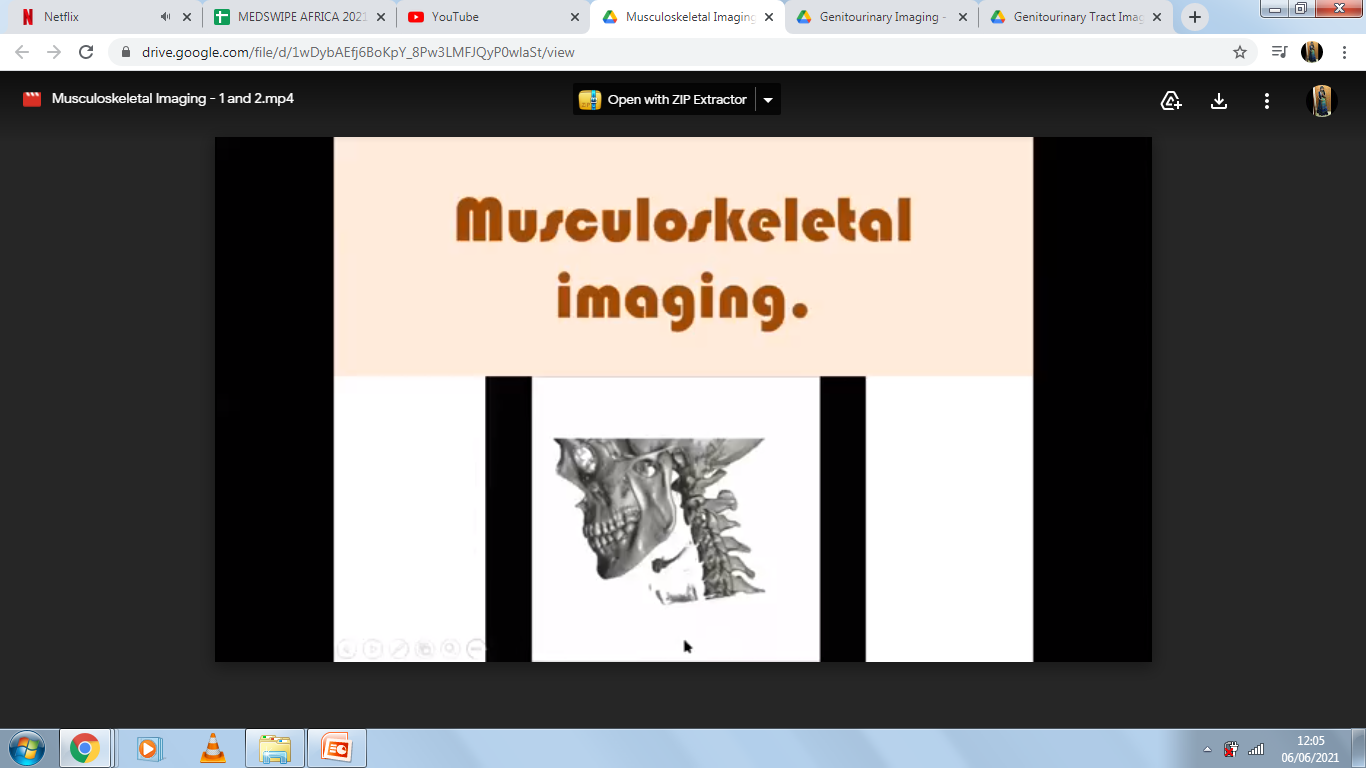 Netflix
MEDSWIPE AFRICA 2021
YouTube
Musculoskeletal Imaging
Genitourinary Imaging -
Genitourinary Tract Imag
drive.google.com/file/d/1wDybAEfj6BoKpY_8Pw3LMFJQyP0wlaSt/view
Musculoskeletal Imaging - 1 and 2.mp4
Open with ZIP Extractor
Musculoskeletal
imaging.
12:05
06/06/2021